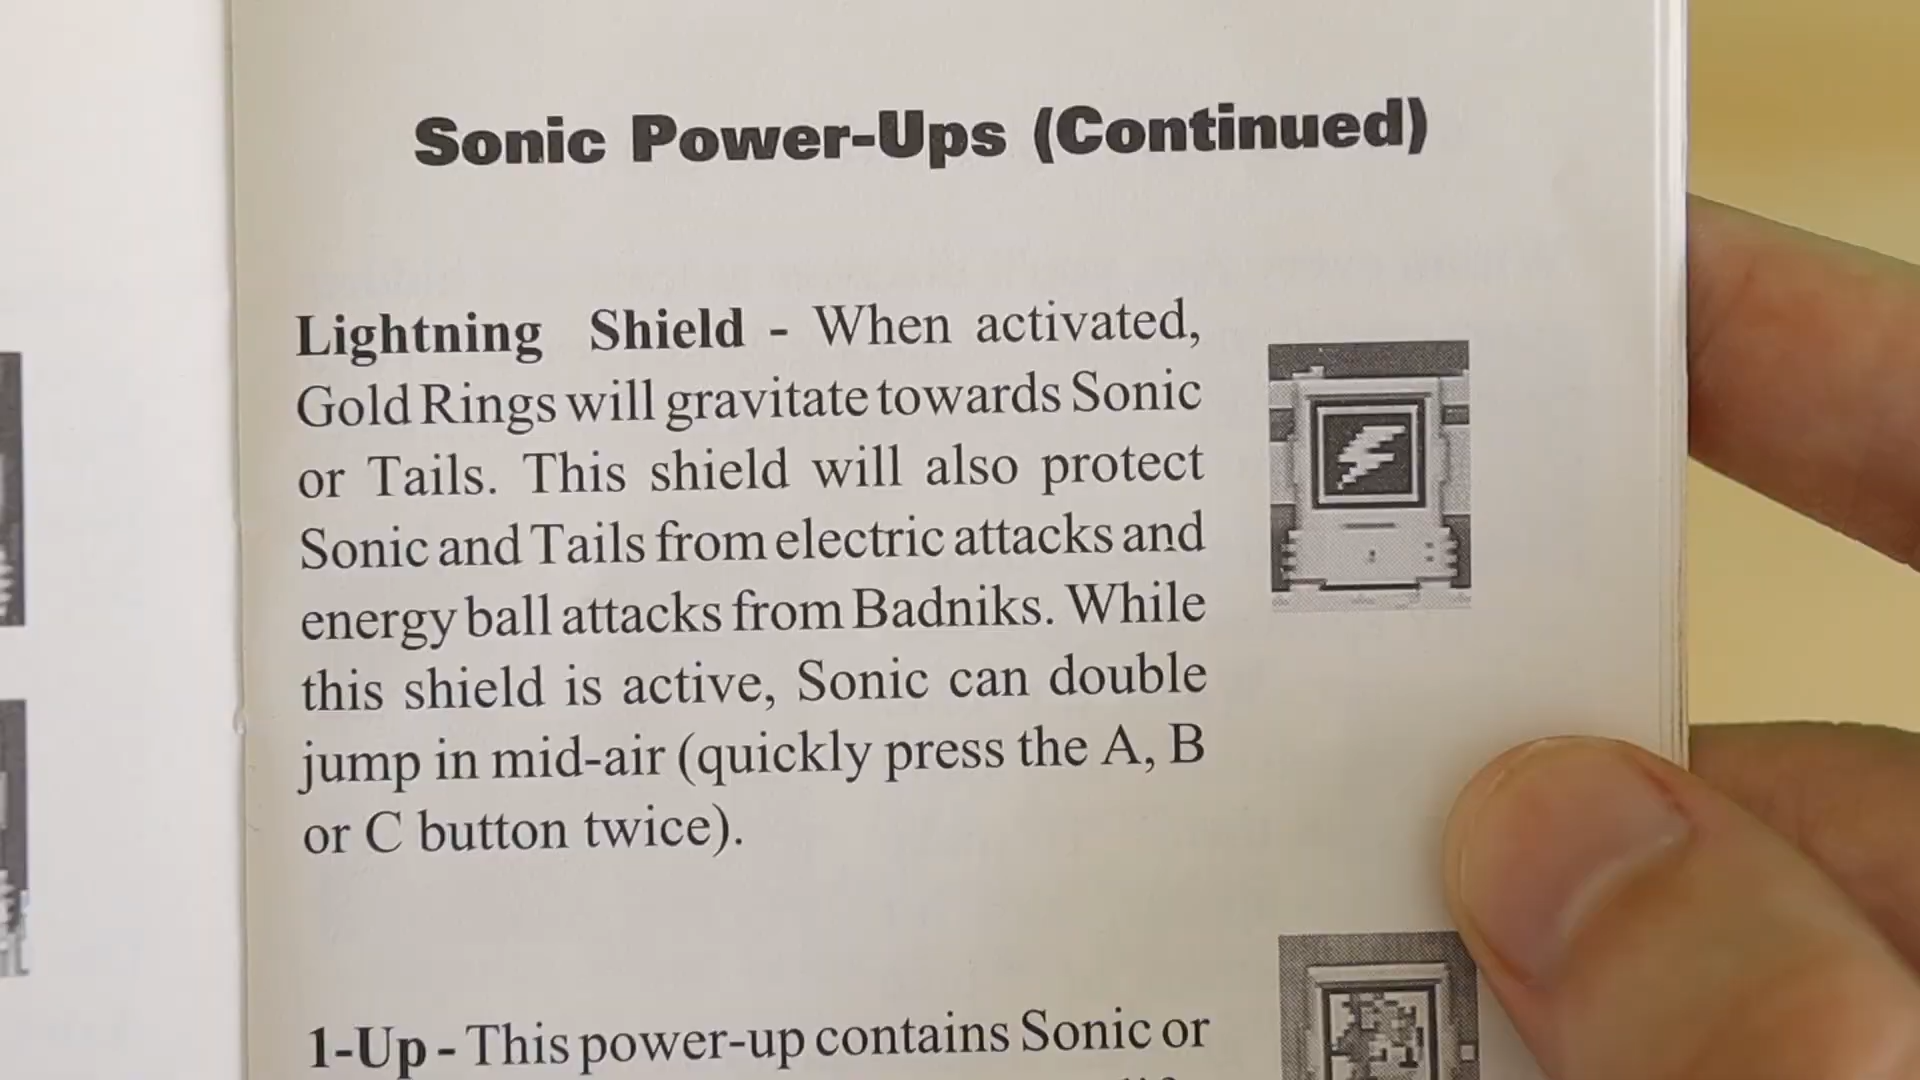 Sonic Power-Ups (Continued)
Lightning Shield - When activated,
Gold Rings will gravitate towards Sonic
or Tails. This shield will also protect
Sonic and Tails from electric attacks and
energy ball attacks from Badniks. While
this shield is active, Sonic can double
jump in mid-air (quickly press the A, B
or C button twice).
1-Up - This power-up contains Sonic or